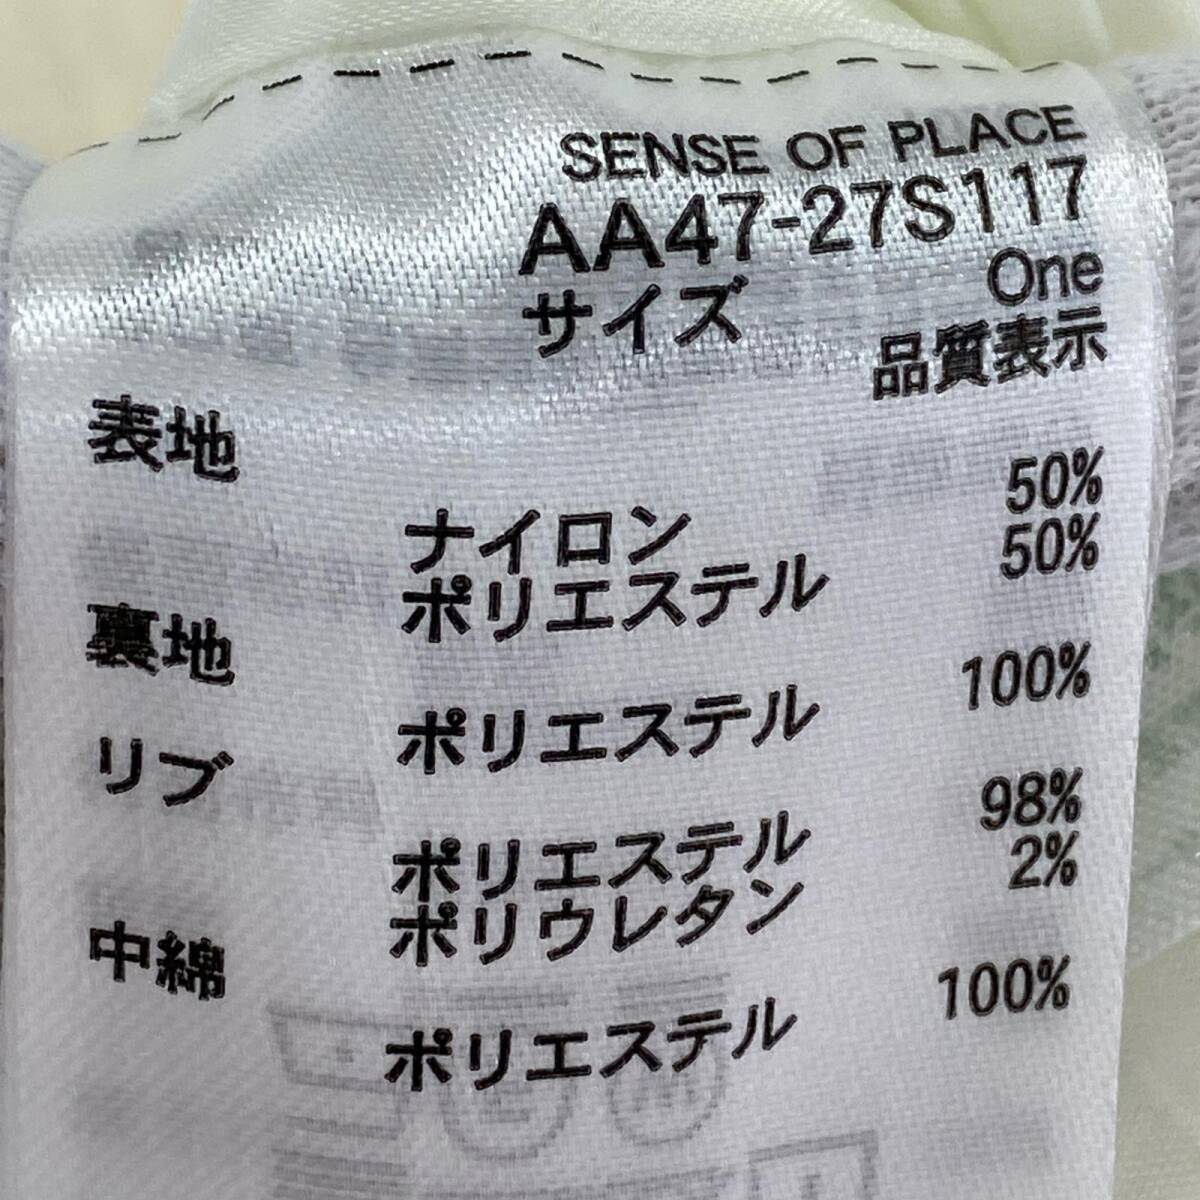 SENSE OF PLACE
AA47-27S117
サイズ One
品質表示
表地
ナイロン 50%
ポリエステル 50%
裏地
ポリエステル 100%
リブ
ポリエステル 98%
ポリウレタン 2%
中綿
ポリエステル 100%